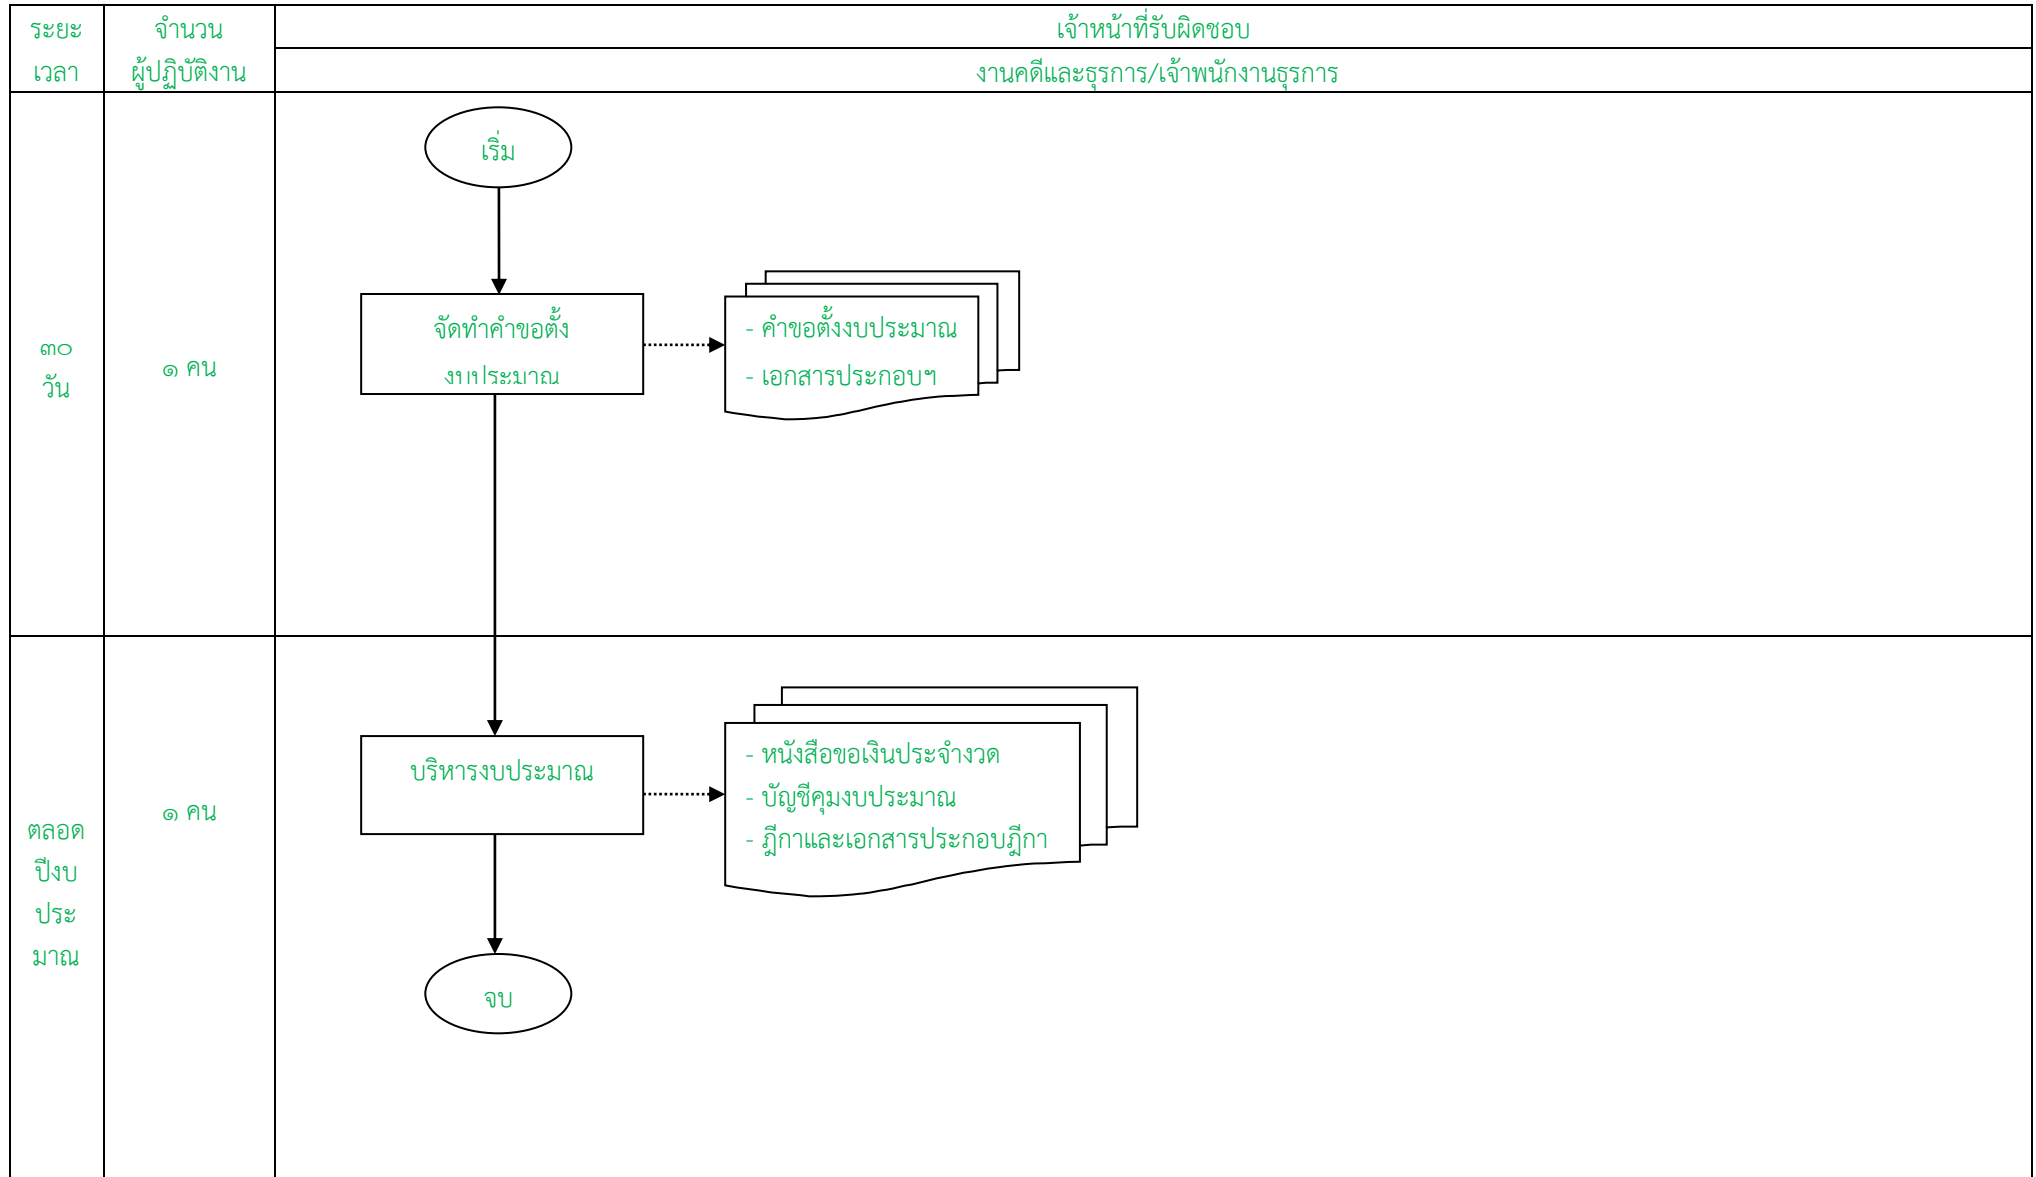 ระยะ
เวลา
จำนวน
ผู้ปฏิบัติงาน
เจ้าหน้าที่รับผิดชอบ
งานคดีและธุรการ/เจ้าพนักงานธุรการ
๓๐
วัน
๑ คน
เริ่ม
จัดทำคำขอตั้ง
งบประมาณ
- คำขอตั้งงบประมาณ
- เอกสารประกอบฯ
ตลอด
ปีงบ
ประ
มาณ
๑ คน
บริหารงบประมาณ
- หนังสือขอเงินประจำงวด
- บัญชีคุมงบประมาณ
- ฎีกาและเอกสารประกอบฎีกา
จบ